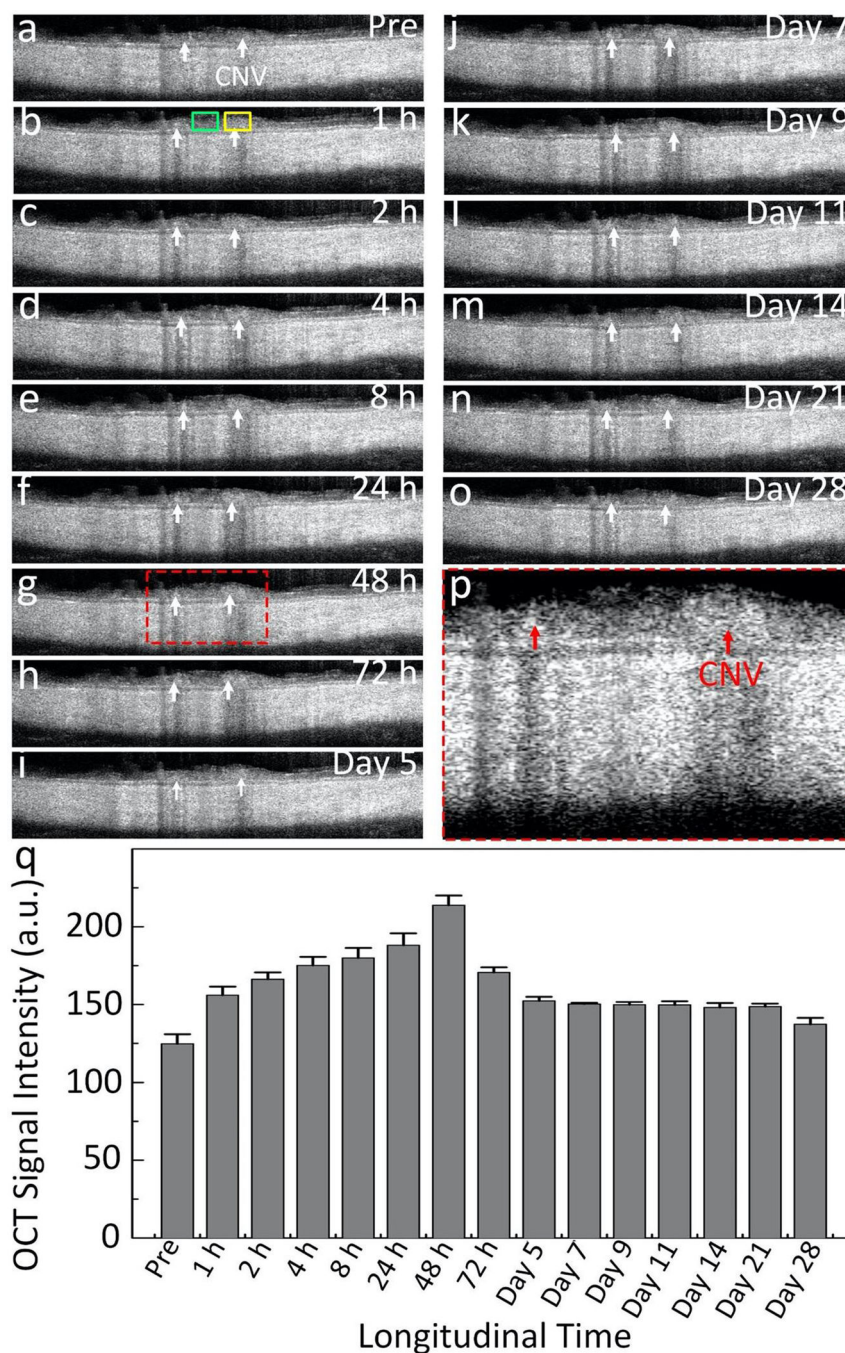 a Pre
CNV
b 1 h
c 2 h
d 4 h
e 8 h
f 24 h
g 48 h
h 72 h
i Day 5
j Day 7
k Day 9
l Day 11
m Day 14
n Day 21
o Day 28
p
CNV
q
OCT Signal Intensity (a.u.)
200
150
100
50
0
Pre
1 h
2 h
4 h
8 h
24 h
48 h
72 h
Day 5
Day 7
Day 9
Day 11
Day 14
Day 21
Day 28
Longitudinal Time